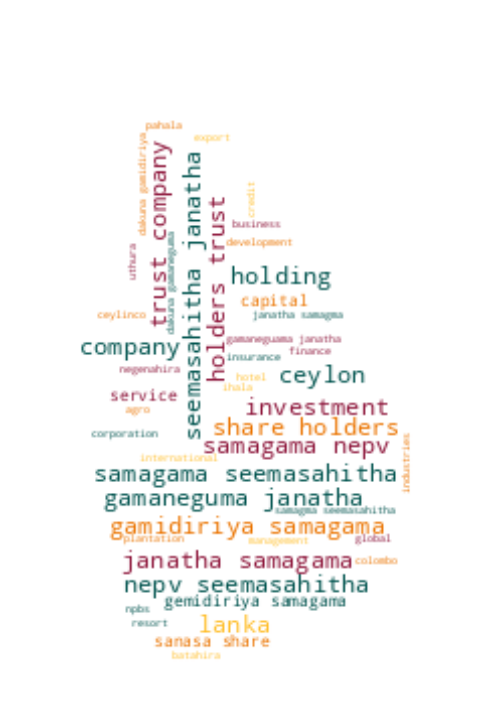 pahala
export
dakuna gamidiriya
trust company
seemasahitha janatha
credit
holders trust
business
dakuna gamaneguma
development
uthura
holding
capital
ceylinco
janatha samagma
gamaneguama janatha
company
finance
insurance
negenahira
hotel
ceylon
ihala
service
investment
agro
share holders
corporation
samagama nepv
industries
international
samagama seemasahitha
gamaneguma janatha
samagma seemasahitha
gamidiriya samagama
plantation
management
global
janatha samagama
colombo
nepv seemasahitha
gemidiriya samagama
npbs
resort
lanka
sanasa share
batahira